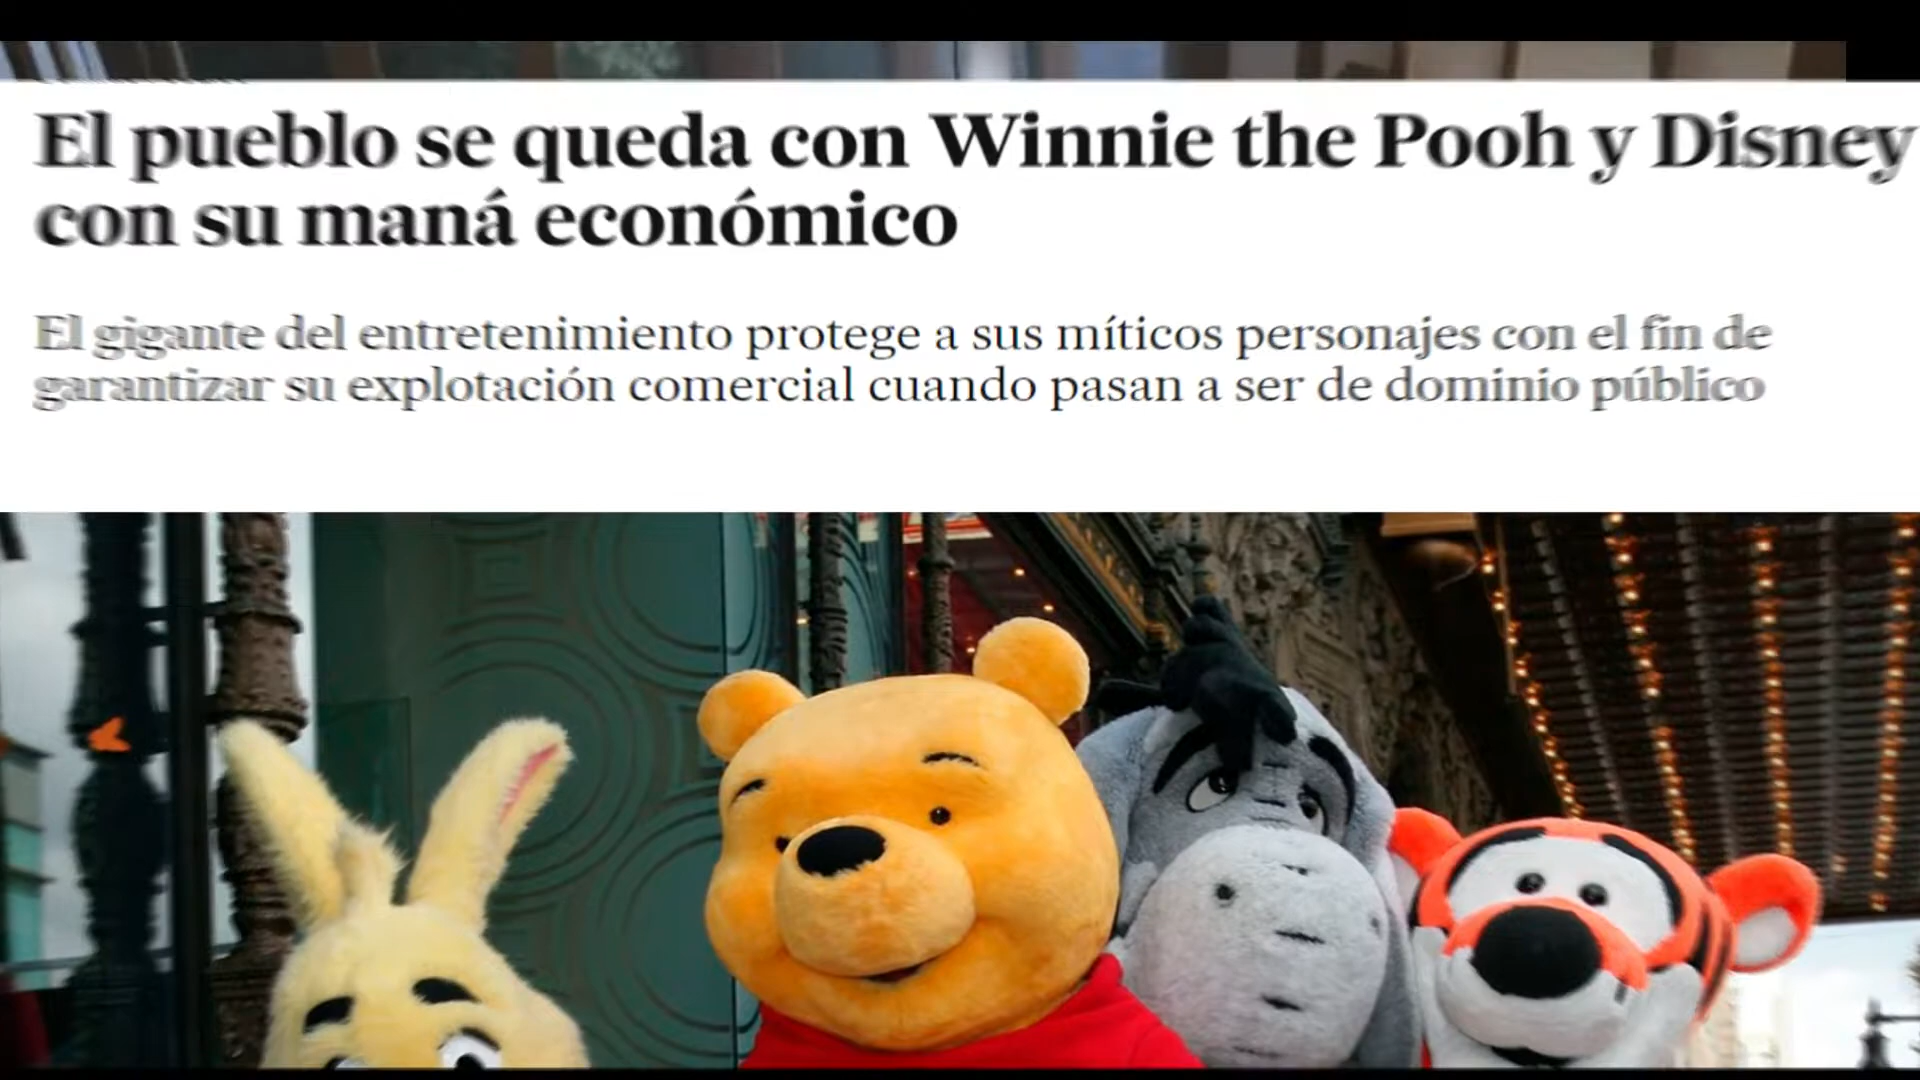 El pueblo se queda con Winnie the Pooh y Disney
con su maná económico
El gigante del entretenimiento protege a sus míticos personajes con el fin de
garantizar su explotación comercial cuando pasan a ser de dominio público